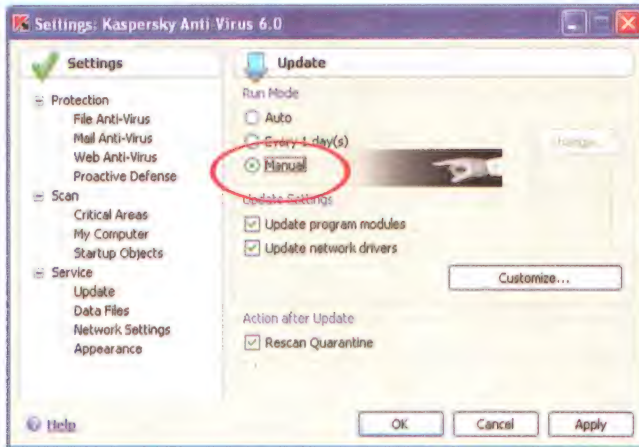 Settings: Kaspersky Anti-Virus 6.0
Settings
Protection
File Anti-Virus
Mail Anti-Virus
Web Anti-Virus
Proactive Defense
Scan
Critical Areas
My Computer
Startup Objects
Service
Update
Data Files
Network Settings
Appearance
Help
Update
Run Mode
Auto
Every 1 day(s)
Change...
Manual
Update Settings
Update program modules
Update network drivers
Customize...
Action after Update
Rescan Quarantine
OK
Cancel
Apply